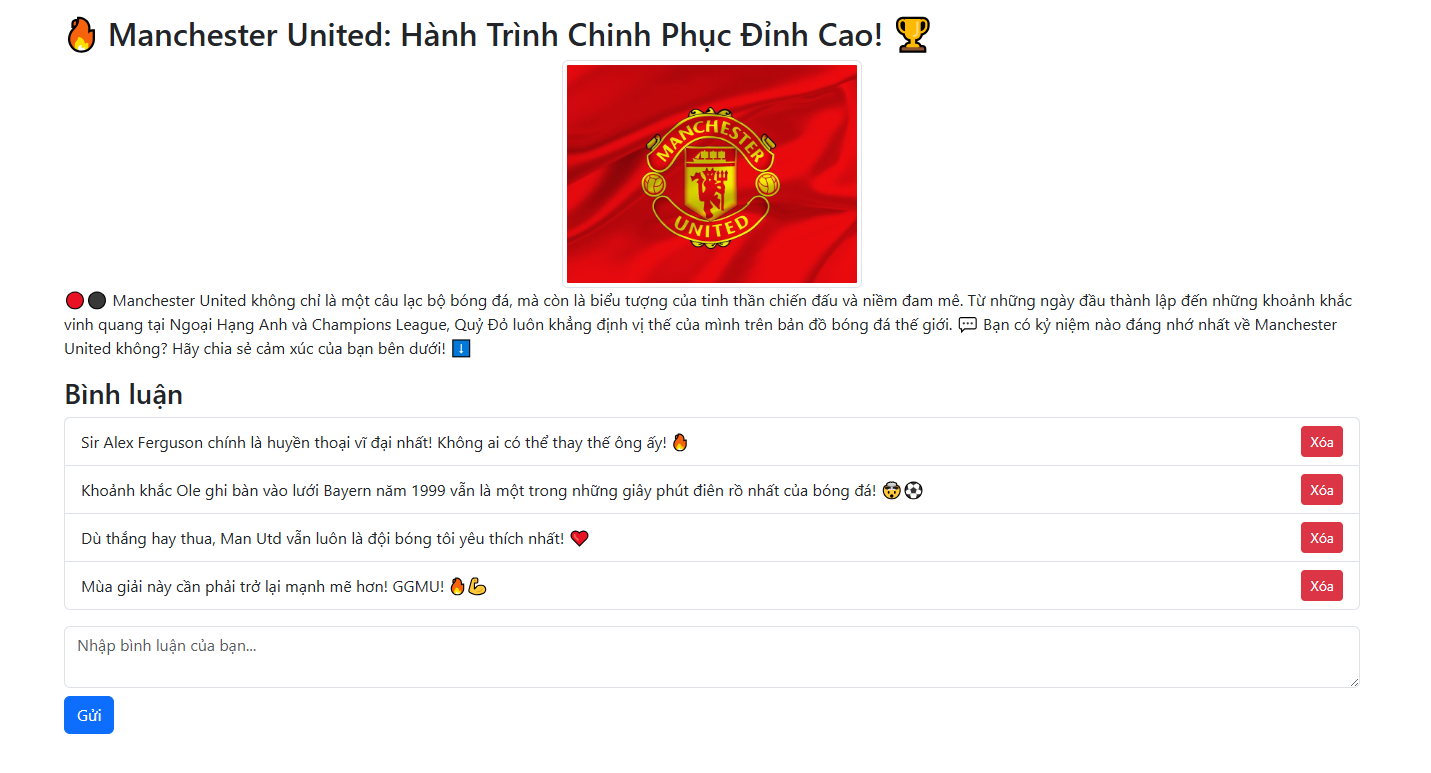 🔥 Manchester United: Hành Trình Chinh Phục Đỉnh Cao! 🏆
MANCHESTER
UNITED
🔴⚫ Manchester United không chỉ là một câu lạc bộ bóng đá, mà còn là biểu tượng của tinh thần chiến đấu và niềm đam mê. Từ những ngày đầu thành lập đến những khoảnh khắc
vinh quang tại Ngoại Hạng Anh và Champions League, Quỷ Đỏ luôn khẳng định vị thế của mình trên bản đồ bóng đá thế giới. 💬 Bạn có kỷ niệm nào đáng nhớ nhất về Manchester
United không? Hãy chia sẻ cảm xúc của bạn bên dưới! ⬇️
Bình luận
Sir Alex Ferguson chính là huyền thoại vĩ đại nhất! Không ai có thể thay thế ông ấy! 🔥 Xóa
Khoảnh khắc Ole ghi bàn vào lưới Bayern năm 1999 vẫn là một trong những giây phút điên rồ nhất của bóng đá! 🤯⚽ Xóa
Dù thắng hay thua, Man Utd vẫn luôn là đội bóng tôi yêu thích nhất! ❤️ Xóa
Mùa giải này cần phải trở lại mạnh mẽ hơn! GGMU! 🔥💪 Xóa
Nhập bình luận của bạn...
Gửi